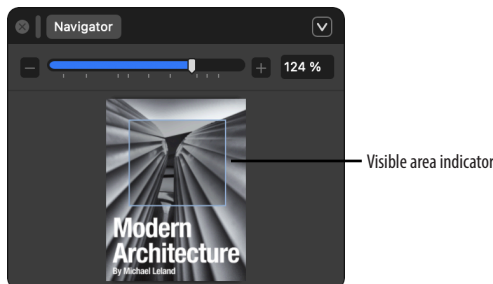 Navigator
124 %
Visible area indicator
Modern
Architecture
By Michael Leland